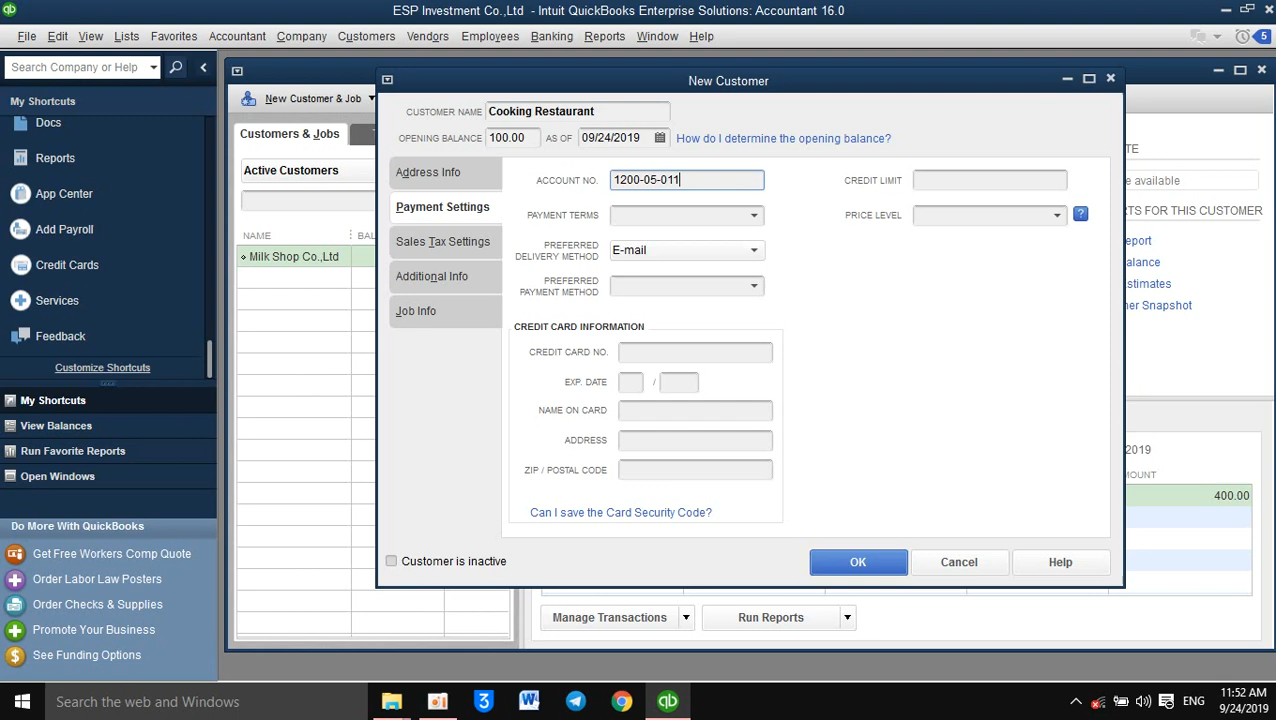 ESP Investment Co.,Ltd - Intuit QuickBooks Enterprise Solutions: Accountant 16.0
File Edit View Lists Favorites Accountant Company Customers Vendors Employees Banking Reports Window Help
5
Search Company or Help
My Shortcuts
Docs
Reports
App Center
Add Payroll
Credit Cards
Services
Feedback
Customize Shortcuts
My Shortcuts
View Balances
Run Favorite Reports
Open Windows
Do More With QuickBooks
Get Free Workers Comp Quote
Order Labor Law Posters
Order Checks & Supplies
Promote Your Business
See Funding Options
New Customer & Job
Customers & Jobs
T
Active Customers
NAME BAL
Milk Shop Co.,Ltd
New Customer
CUSTOMER NAME Cooking Restaurant
OPENING BALANCE 100.00 AS OF 09/24/2019 How do I determine the opening balance?
Address Info
Payment Settings
Sales Tax Settings
Additional Info
Job Info
ACCOUNT NO. 1200-05-011 CREDIT LIMIT
PAYMENT TERMS PRICE LEVEL ?
PREFERRED
DELIVERY METHOD E-mail
PREFERRED
PAYMENT METHOD
CREDIT CARD INFORMATION
CREDIT CARD NO.
EXP. DATE /
NAME ON CARD
ADDRESS
ZIP / POSTAL CODE
Can I save the Card Security Code?
Customer is inactive
OK Cancel Help
TE
e available
RTS FOR THIS CUSTOMER
eport
alance
stimates
er Snapshot
/2019
MOUNT
400.00
Manage Transactions Run Reports
Search the web and Windows
ENG
11:52 AM
9/24/2019